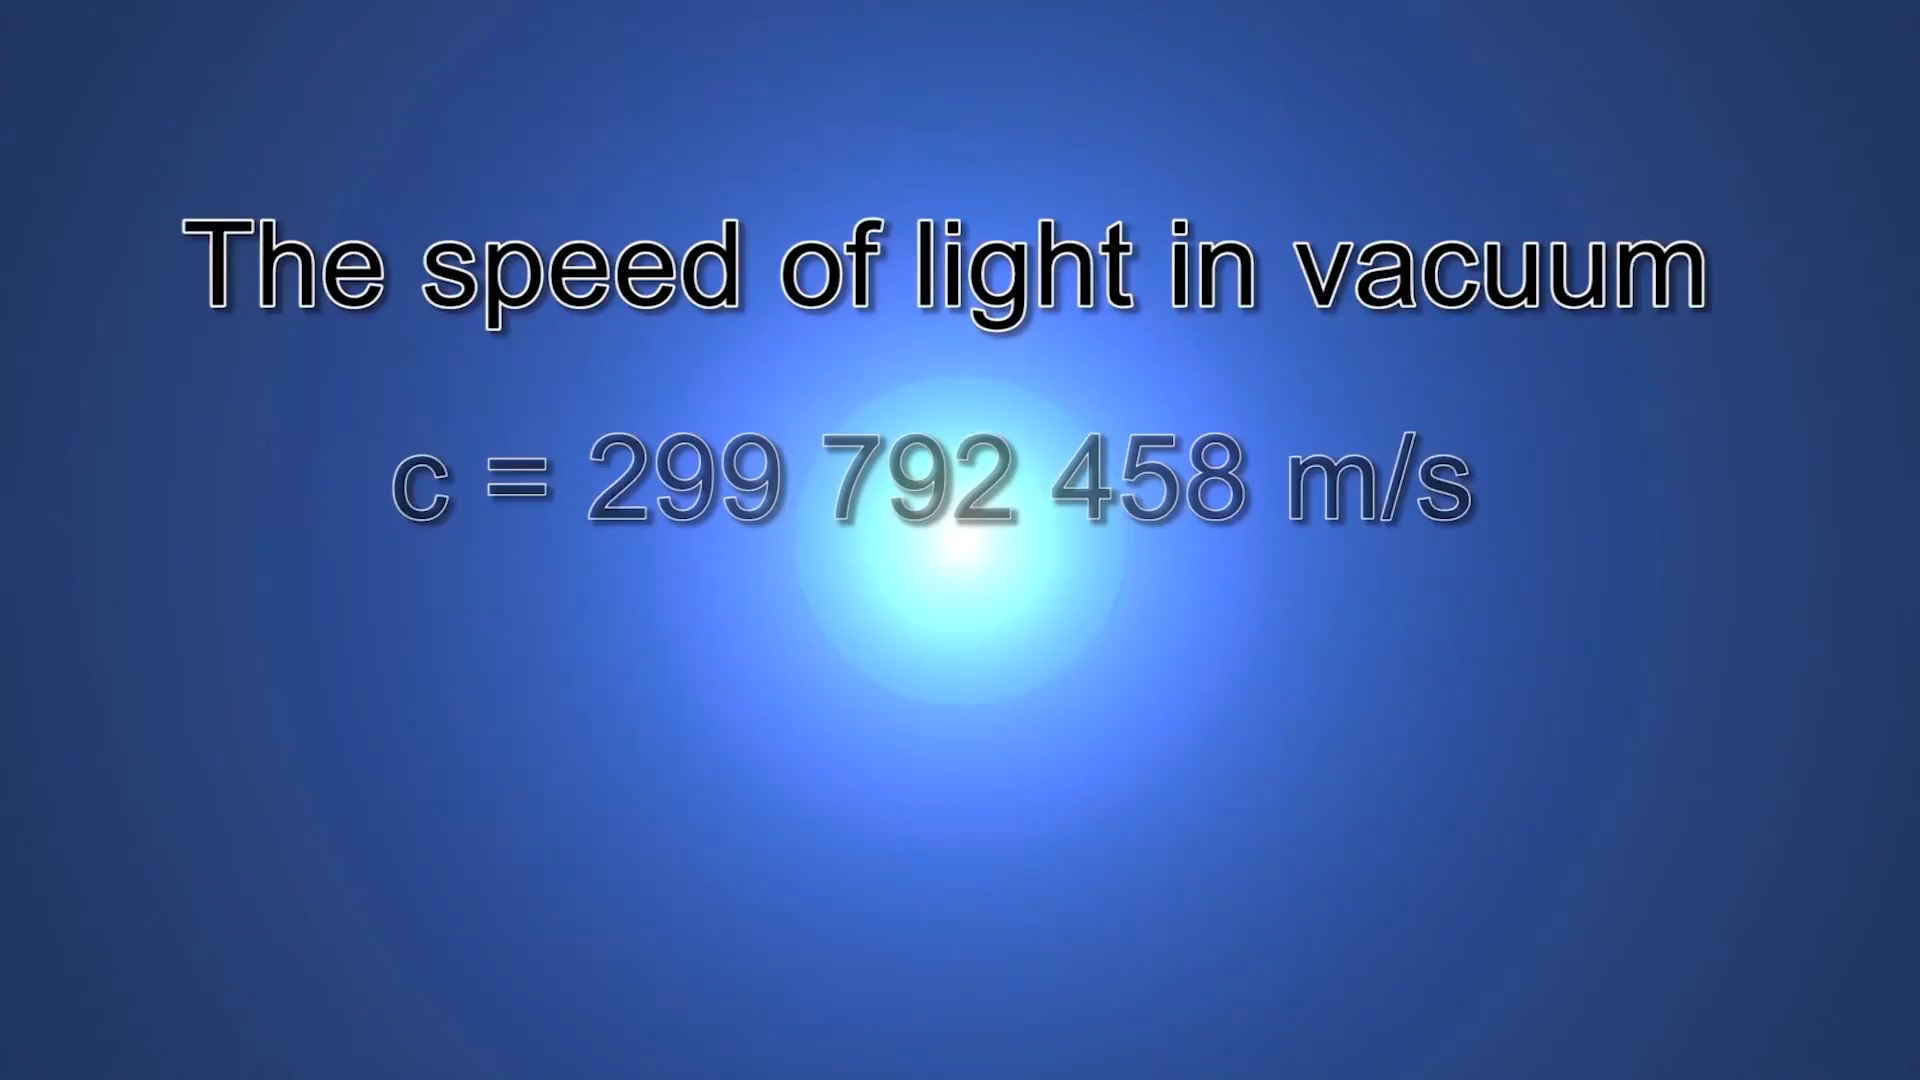 The speed of light in vacuum
c = 299 792 458 m/s